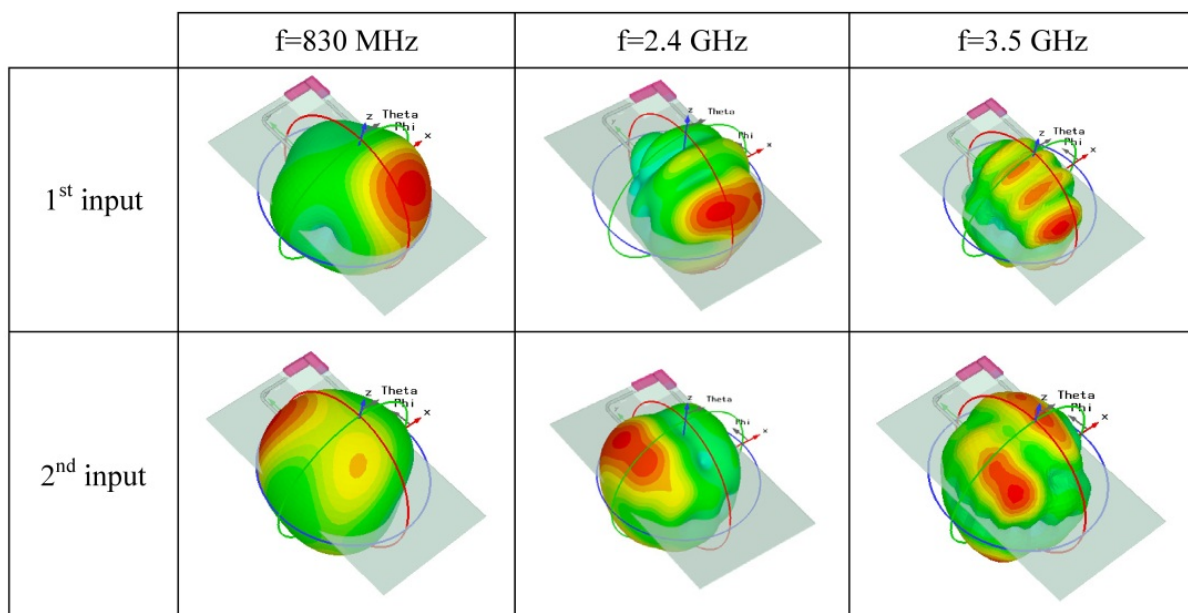 f=830 MHz f=2.4 GHz f=3.5 GHz
1st input
z Theta Phi x
z Theta Phi x
z Theta Phi x
2nd input
z Theta Phi x
z Theta Phi x
z Theta Phi x